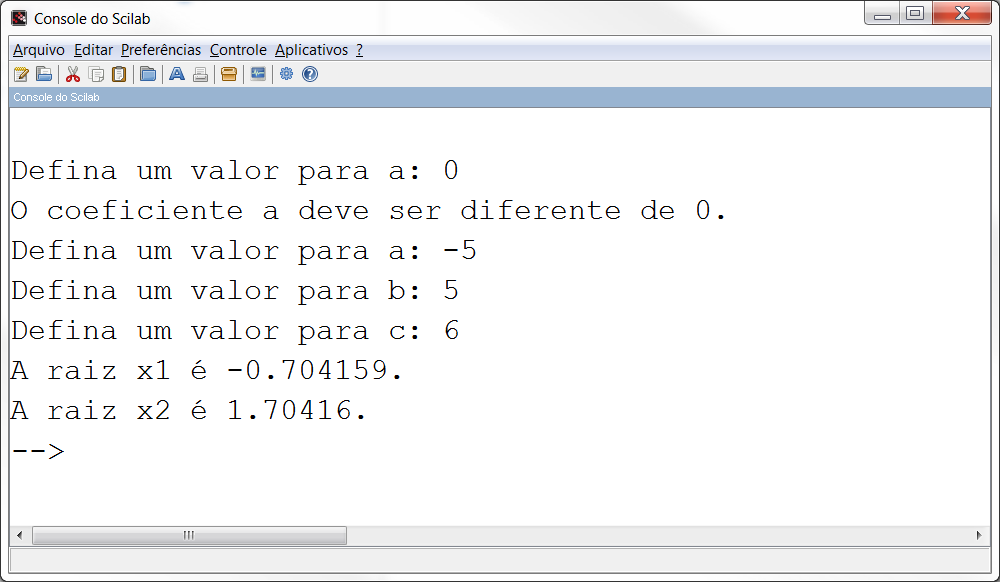 Console do Scilab
Arquivo Editar Preferências Controle Aplicativos ?
Console do Scilab
Defina um valor para a: 0
O coeficiente a deve ser diferente de 0.
Defina um valor para a: -5
Defina um valor para b: 5
Defina um valor para c: 6
A raiz x1 é -0.704159.
A raiz x2 é 1.70416.
-->